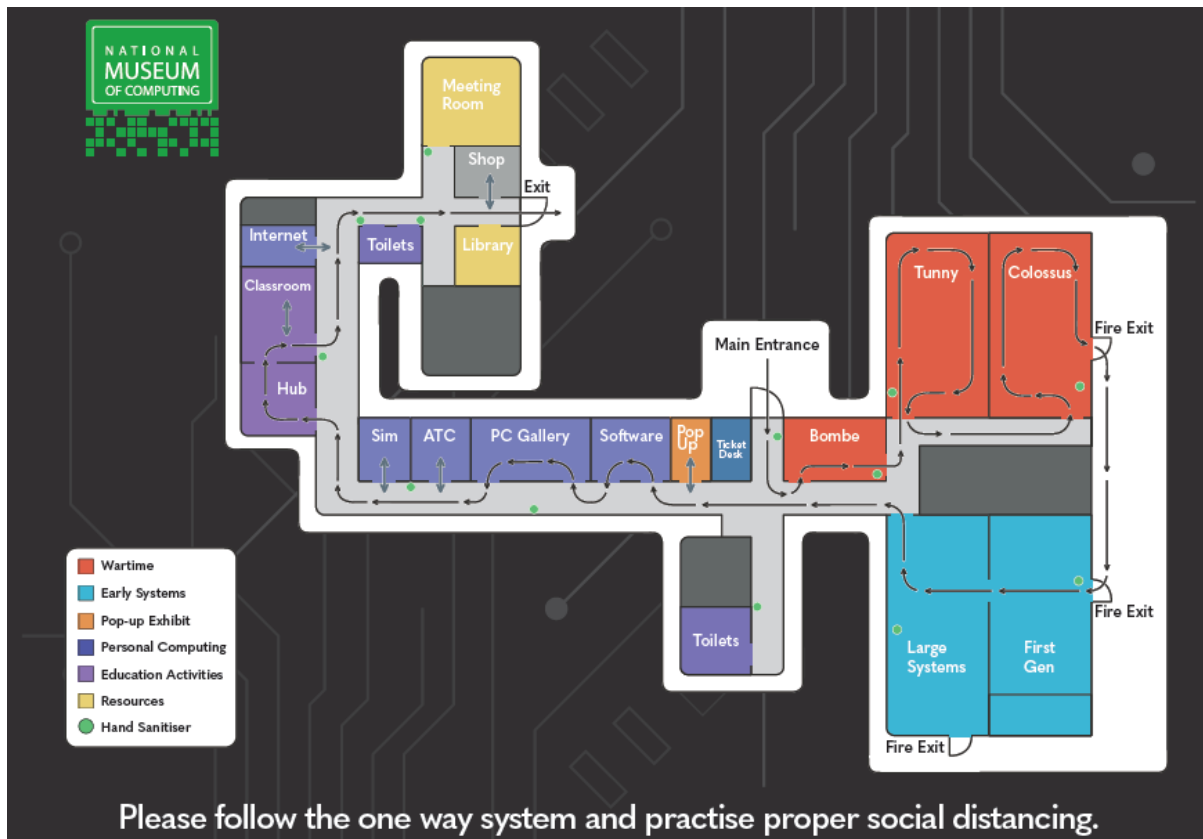 NATIONAL
MUSEUM
OF COMPUTING
Meeting
Room
Shop
Exit
Internet
Toilets
Library
Classroom
Hub
Tunny
Colossus
Fire Exit
Main Entrance
Sim
ATC
PC Gallery
Software
Pop
Up
Ticket
Desk
Bombe
Toilets
Large
Systems
First
Gen
Fire Exit
Fire Exit
Wartime
Early Systems
Pop-up Exhibit
Personal Computing
Education Activities
Resources
Hand Sanitiser
Please follow the one way system and practise proper social distancing.